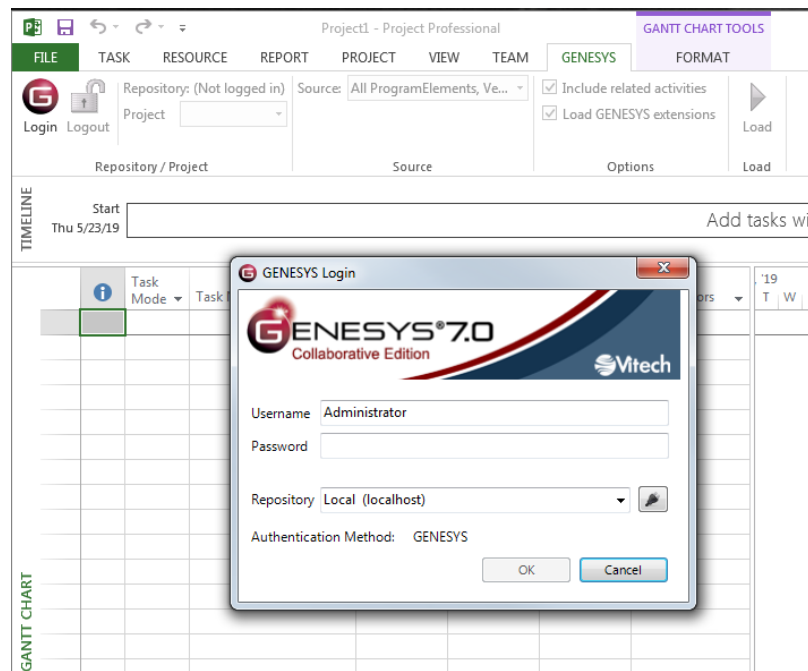 Project1 - Project Professional
GANTT CHART TOOLS
FILE TASK RESOURCE REPORT PROJECT VIEW TEAM GENESYS FORMAT
Repository: (Not logged in) Source: All ProgramElements, Ve... Include related activities
Project Load GENESYS extensions
Login Logout Load
Repository / Project Source Options Load
TIMELINE
Start
Thu 5/23/19
Add tasks wi
Task
Mode
Task
ors
'19
T W
GENESYS Login
GENESYS® 7.0
Collaborative Edition
Vitech
Username Administrator
Password
Repository Local (localhost)
Authentication Method: GENESYS
OK Cancel
GANTT CHART